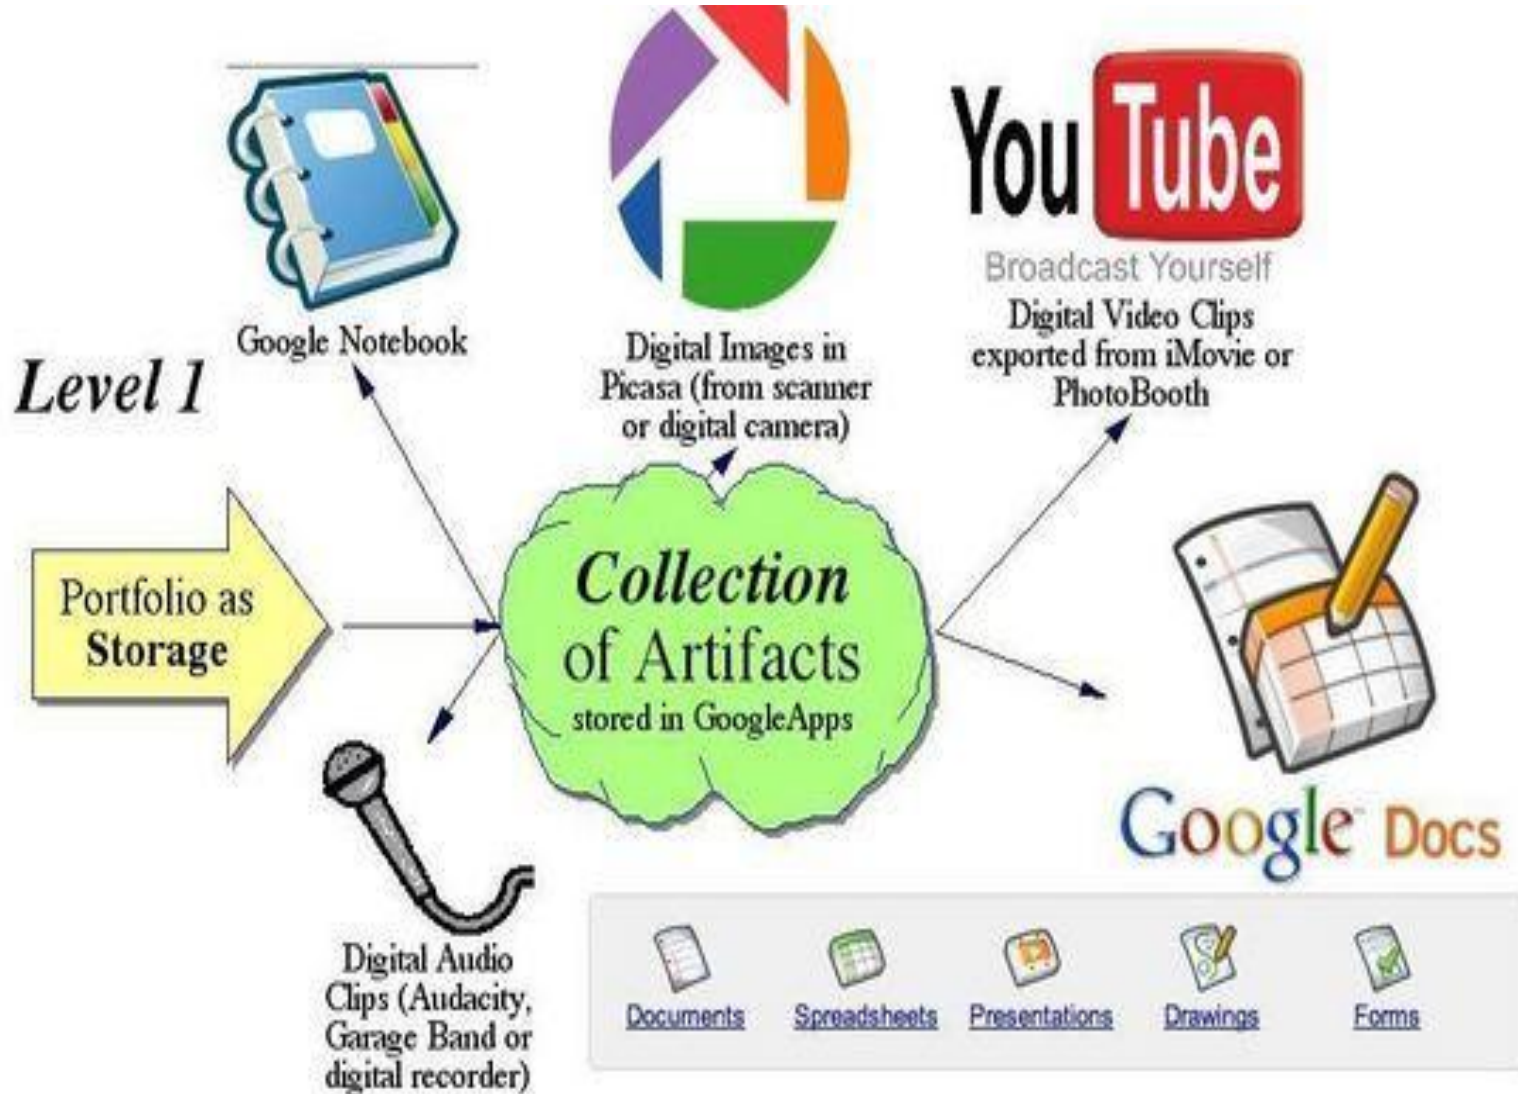 Google Notebook
Level 1
Digital Images in
Picasa (from scanner
or digital camera)
You Tube
Broadcast Yourself
Digital Video Clips
exported from iMovie or
PhotoBooth
Portfolio as
Storage
Collection
of Artifacts
stored in GoogleApps
Digital Audio
Clips (Audacity,
Garage Band or
digital recorder)
Google Docs
Documents Spreadsheets Presentations Drawings Forms